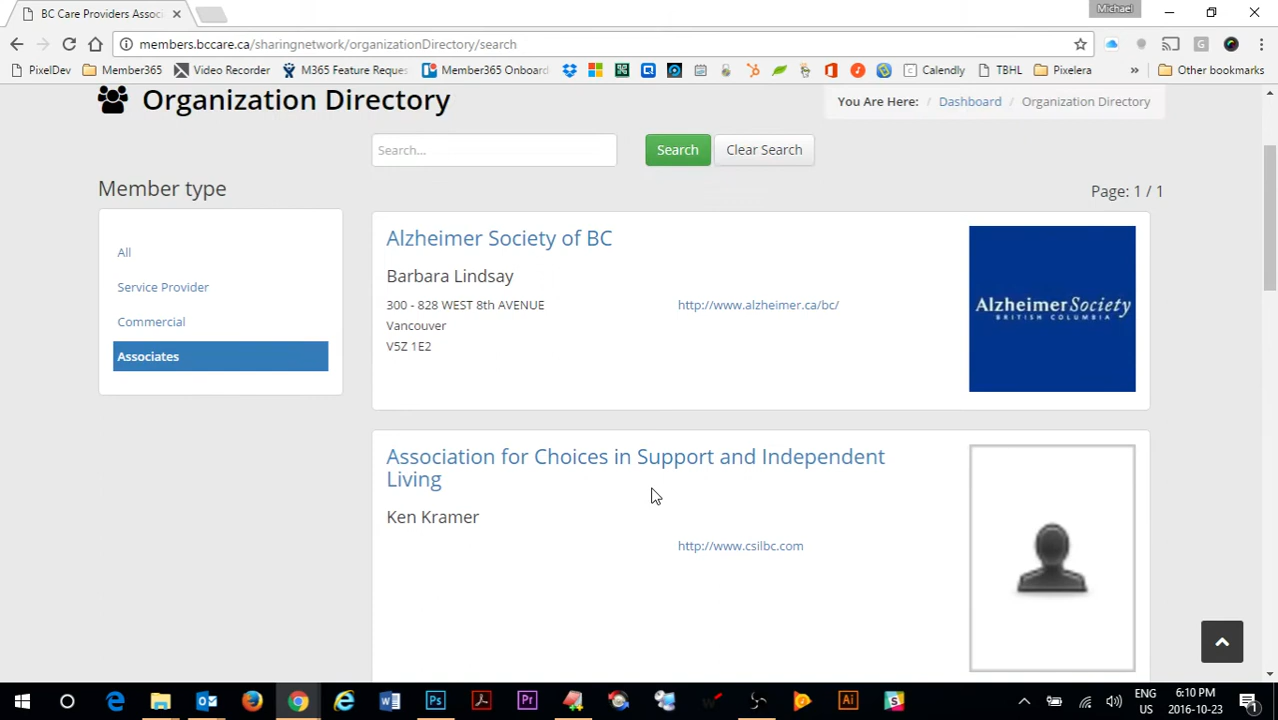 BC Care Providers Assoc
Michael
members.bccare.ca/sharingnetwork/organizationDirectory/search
PixelDev Member365 Video Recorder M365 Feature Reques Member365 Onboard Calendly TBHL Pixelera » Other bookmarks
Organization Directory
You Are Here: / Dashboard / Organization Directory
Search...
Search
Clear Search
Member type
Page: 1 / 1
All
Service Provider
Commercial
Associates
Alzheimer Society of BC
Barbara Lindsay
300 - 828 WEST 8th AVENUE
http://www.alzheimer.ca/bc/
Vancouver
V5Z 1E2
AlzheimerSociety
BRITISH COLUMBIA
Association for Choices in Support and Independent
Living
Ken Kramer
http://www.csilbc.com
ENG
US
6:10 PM
2016-10-23
1